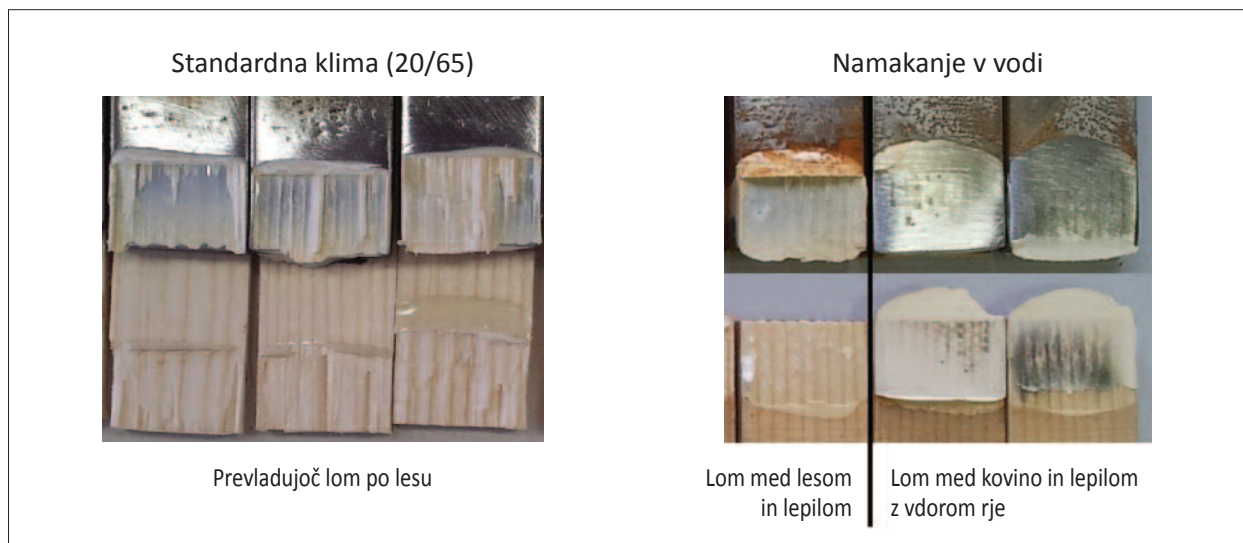 Standardna klima (20/65)
Namakanje v vodi
Prevladujoč lom po lesu
Lom med lesom
in lepilom
Lom med kovino in lepilom
z vdorom rje